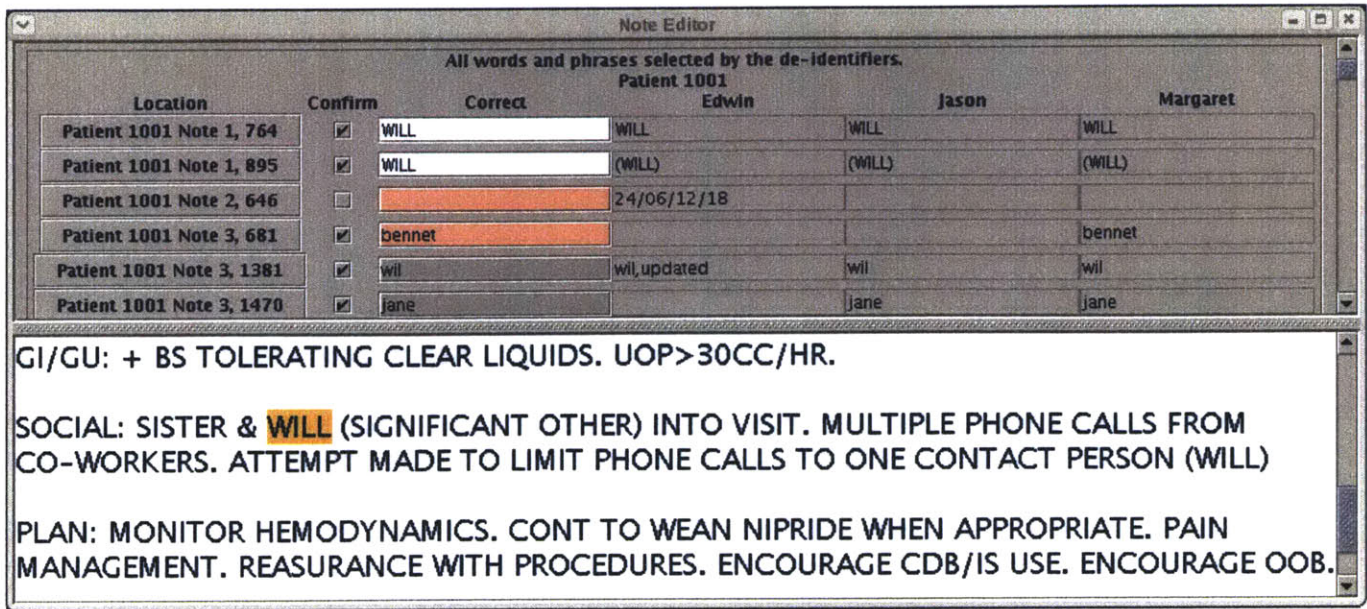 Note Editor
All words and phrases selected by the de-identifiers.
Patient 1001
Location Confirm Correct Edwin Jason Margaret
Patient 1001 Note 1, 764 WILL WILL WILL WILL
Patient 1001 Note 1, 895 WILL (WILL) (WILL) (WILL)
Patient 1001 Note 2, 646 24/06/12/18
Patient 1001 Note 3, 681 bennet bennet
Patient 1001 Note 3, 1381 wil wil,updated wil wil
Patient 1001 Note 3, 1470 jane jane jane
GI/GU: + BS TOLERATING CLEAR LIQUIDS. UOP>30CC/HR.
SOCIAL: SISTER & WILL (SIGNIFICANT OTHER) INTO VISIT. MULTIPLE PHONE CALLS FROM
CO-WORKERS. ATTEMPT MADE TO LIMIT PHONE CALLS TO ONE CONTACT PERSON (WILL)
PLAN: MONITOR HEMODYNAMICS. CONT TO WEAN NIPRIDE WHEN APPROPRIATE. PAIN
MANAGEMENT. REASURANCE WITH PROCEDURES. ENCOURAGE CDB/IS USE. ENCOURAGE OOB.